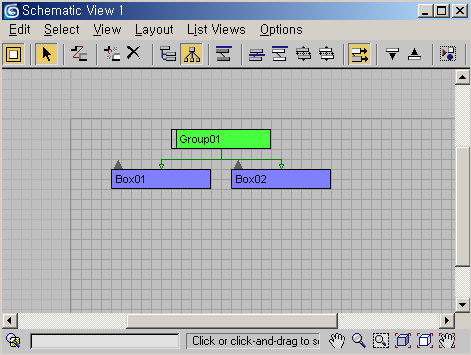 Schematic View 1
Edit Select View Layout List Views Options
Group01
Box01 Box02
Click or click-and-drag to s